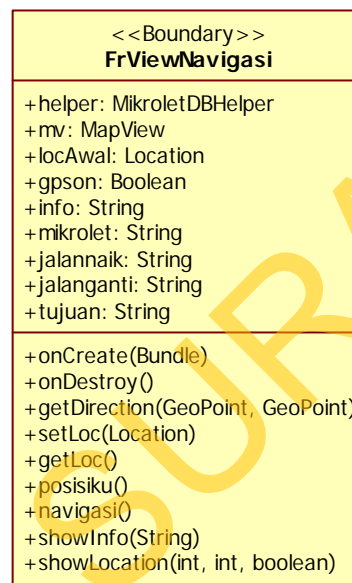 <<Boundary>>
FrViewNavigasi
+helper: MikroletDBHelper
+mv: MapView
+locAwal: Location
+gpson: Boolean
+info: String
+mikrolet: String
+jalannaik: String
+jalanganti: String
+tujuan: String
+onCreate(Bundle)
+onDestroy()
+getDirection(GeoPoint, GeoPoint)
+setLoc(Location)
+getLoc()
+posisiku()
+navigasi()
+showInfo(String)
+showLocation(int, int, boolean)
SURA